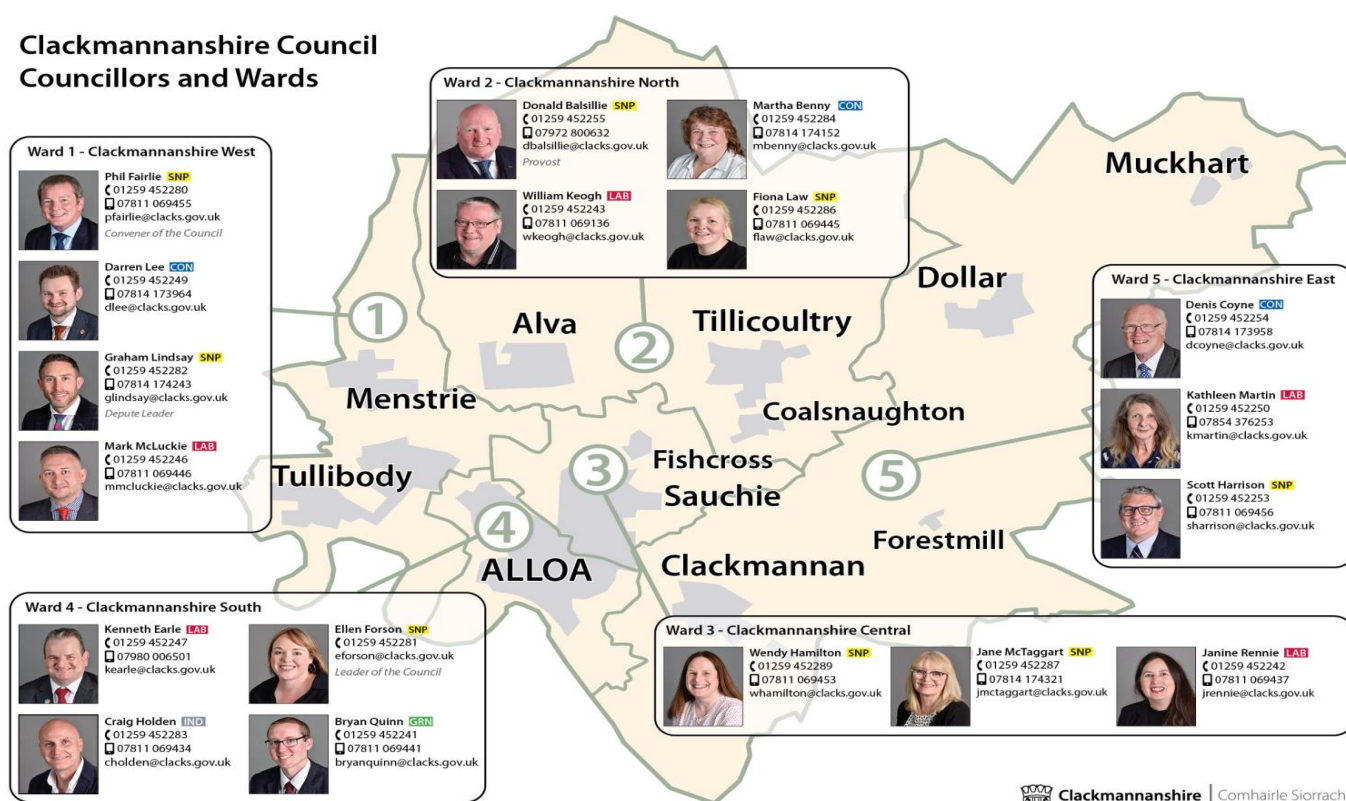 Clackmannanshire Council
Councillors and Wards
Ward 1 - Clackmannanshire West
Phil Fairlie SNP
01259 452280
07811 069455
pfairlie@clacks.gov.uk
Convener of the Council
Darren Lee CON
01259 452249
07814 173964
dlee@clacks.gov.uk
Graham Lindsay SNP
01259 452282
07814 174243
glindsay@clacks.gov.uk
Depute Leader
Mark McLuckie LAB
01259 452246
07811 069446
mmcluckie@clacks.gov.uk
Ward 2 - Clackmannanshire North
Donald Balsillie SNP
01259 452255
07972 800632
dbalsillie@clacks.gov.uk
Provost
Martha Benny CON
01259 452284
07814 174152
mbenny@clacks.gov.uk
William Keogh LAB
01259 452243
07811 069136
wkeogh@clacks.gov.uk
Fiona Law SNP
01259 452286
07811 069445
flaw@clacks.gov.uk
Muckhart
Dollar
Alva
Tillicoultry
Menstrie
Coalsnaughton
Tullibody
Fishcross
Sauchie
Forestmill
ALLOA
Clackmannan
1
2
3
4
5
Ward 5 - Clackmannanshire East
Denis Coyne CON
01259 452254
07814 173958
dcoyne@clacks.gov.uk
Kathleen Martin LAB
01259 452250
07854 376253
kmartin@clacks.gov.uk
Scott Harrison SNP
01259 452253
07811 069456
sharrison@clacks.gov.uk
Ward 4 - Clackmannanshire South
Kenneth Earle LAB
01259 452247
07980 006501
kearle@clacks.gov.uk
Ellen Forson SNP
01259 452281
eforson@clacks.gov.uk
Leader of the Council
Craig Holden IND
01259 452283
07811 069434
cholden@clacks.gov.uk
Bryan Quinn GRN
01259 452241
07811 069441
bryanquinn@clacks.gov.uk
Ward 3 - Clackmannanshire Central
Wendy Hamilton SNP
01259 452289
07811 069453
whamilton@clacks.gov.uk
Jane McTaggart SNP
01259 452287
07814 174321
jmctaggart@clacks.gov.uk
Janine Rennie LAB
01259 452242
07811 069437
jrennie@clacks.gov.uk
Clackmannanshire | Comhairle Siorrach